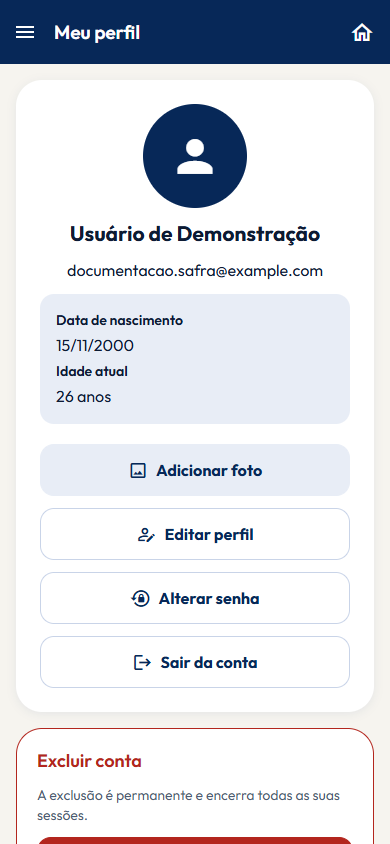 Meu perfil
Usuário de Demonstração
documentacao.safra@example.com
Data de nascimento
15/11/2000
Idade atual
26 anos
Adicionar foto
Editar perfil
Alterar senha
Sair da conta
Excluir conta
A exclusão é permanente e encerra todas as suas
sessões.